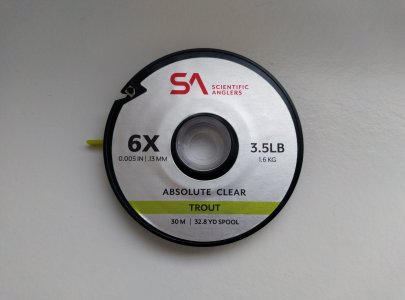 SA SCIENTIFIC
ANGLERS
6X
0.005 IN | .13 MM
3.5LB
1.6 KG
ABSOLUTE CLEAR
TROUT
30 M | 32.8 YD SPOOL